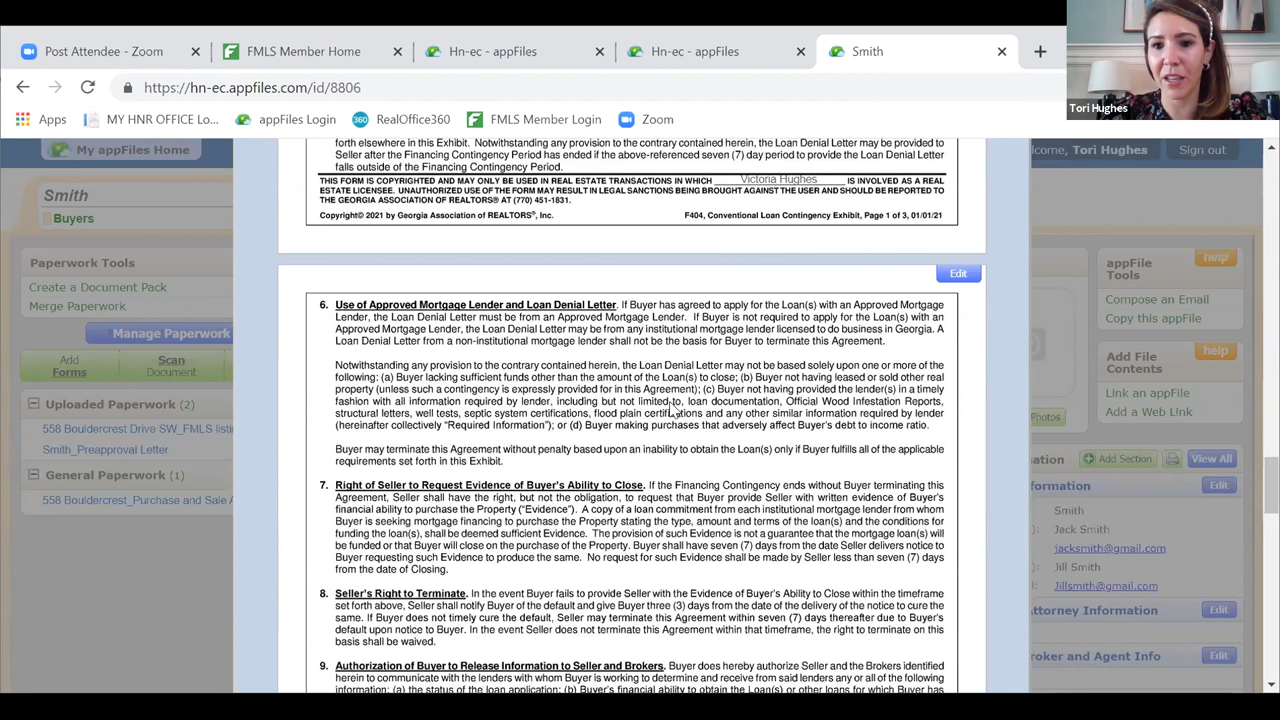 Post Attendee - Zoom
FMLS Member Home
Hn-ec - appFiles
Hn-ec - appFiles
Smith
https://hn-ec.appfiles.com/id/8806
Apps
MY HNR OFFICE Lo...
appFiles Login
RealOffice360
FMLS Member Login
Zoom
Tori Hughes
My appFiles Home
lcome, Tori Hughes
Sign out
Smith
Buyers
Paperwork Tools
Create a Document Pack
Merge Paperwork
Manage Paperwork
Add
Forms
Scan
Document
Uploaded Paperwork (2)
558 Bouldercrest Drive SW_FMLS listin
Smith_Preapproval Letter
General Paperwork (1)
558 Bouldercrest_Purchase and Sale A
forth elsewhere in this Exhibit. Notwithstanding any provision to the contrary contained herein, the Loan Denial Letter may be provided to
Seller after the Financing Contingency Period has ended if the above-referenced seven (7) day period to provide the Loan Denial Letter
falls outside of the Financing Contingency Period.
THIS FORM IS COPYRIGHTED AND MAY ONLY BE USED IN REAL ESTATE TRANSACTIONS IN WHICH Victoria Hughes IS INVOLVED AS A REAL
ESTATE LICENSEE. UNAUTHORIZED USE OF THE FORM MAY RESULT IN LEGAL SANCTIONS BEING BROUGHT AGAINST THE USER AND SHOULD BE REPORTED TO
THE GEORGIA ASSOCIATION OF REALTORS® AT (770) 451-1831.
Copyright© 2021 by Georgia Association of REALTORS®, Inc.
F404, Conventional Loan Contingency Exhibit, Page 1 of 3, 01/01/21
Edit
6. Use of Approved Mortgage Lender and Loan Denial Letter. If Buyer has agreed to apply for the Loan(s) with an Approved Mortgage
Lender, the Loan Denial Letter must be from an Approved Mortgage Lender. If Buyer is not required to apply for the Loan(s) with an
Approved Mortgage Lender, the Loan Denial Letter may be from any institutional mortgage lender licensed to do business in Georgia. A
Loan Denial Letter from a non-institutional mortgage lender shall not be the basis for Buyer to terminate this Agreement.
Notwithstanding any provision to the contrary contained herein, the Loan Denial Letter may not be based solely upon one or more of the
following: (a) Buyer lacking sufficient funds other than the amount of the Loan(s) to close; (b) Buyer not having leased or sold other real
property (unless such a contingency is expressly provided for in this Agreement); (c) Buyer not having provided the lender(s) in a timely
fashion with all information required by lender, including but not limited to, loan documentation, Official Wood Infestation Reports,
structural letters, well tests, septic system certifications, flood plain certifications and any other similar information required by lender
(hereinafter collectively "Required Information"); or (d) Buyer making purchases that adversely affect Buyer's debt to income ratio.
Buyer may terminate this Agreement without penalty based upon an inability to obtain the Loan(s) only if Buyer fulfills all of the applicable
requirements set forth in this Exhibit.
7. Right of Seller to Request Evidence of Buyer's Ability to Close. If the Financing Contingency ends without Buyer terminating this
Agreement, Seller shall have the right, but not the obligation, to request that Buyer provide Seller with written evidence of Buyer's
financial ability to purchase the Property ("Evidence"). A copy of a loan commitment from each institutional mortgage lender from whom
Buyer is seeking mortgage financing to purchase the Property stating the type, amount and terms of the loan(s) and the conditions for
funding the loan(s), shall be deemed sufficient Evidence. The provision of such Evidence is not a guarantee that the mortgage loan(s) will
be funded or that Buyer will close on the purchase of the Property. Buyer shall have seven (7) days from the date Seller delivers notice to
Buyer requesting such Evidence to produce the same. No request for such Evidence shall be made by Seller less than seven (7) days
from the date of Closing.
8. Seller's Right to Terminate. In the event Buyer fails to provide Seller with the Evidence of Buyer's Ability to Close within the timeframe
set forth above, Seller shall notify Buyer of the default and give Buyer three (3) days from the date of the delivery of the notice to cure the
same. If Buyer does not timely cure the default, Seller may terminate this Agreement within seven (7) days thereafter due to Buyer's
default upon notice to Buyer. In the event Seller does not terminate this Agreement within that timeframe, the right to terminate on this
basis shall be waived.
9. Authorization of Buyer to Release Information to Seller and Brokers. Buyer does hereby authorize Seller and the Brokers identified
herein to communicate with the lenders with whom Buyer is working to determine and receive from said lenders any or all of the following
information: (a) the status of the loan application; (b) Buyer's financial ability to obtain the Loan(s) or other loans for which Buyer has
appFile
Tools
help
Compose an Email
Copy this appFile
Add
Files
help
Link an appFile
Add a Web Link
Photos
mation
Add Section
View All
nformation
Edit
Smith
Jack Smith
jacksmith@gmail.com
Jill Smith
Jillsmith@gmail.com
ttorney Information
Edit
roker and Agent Info
Edit